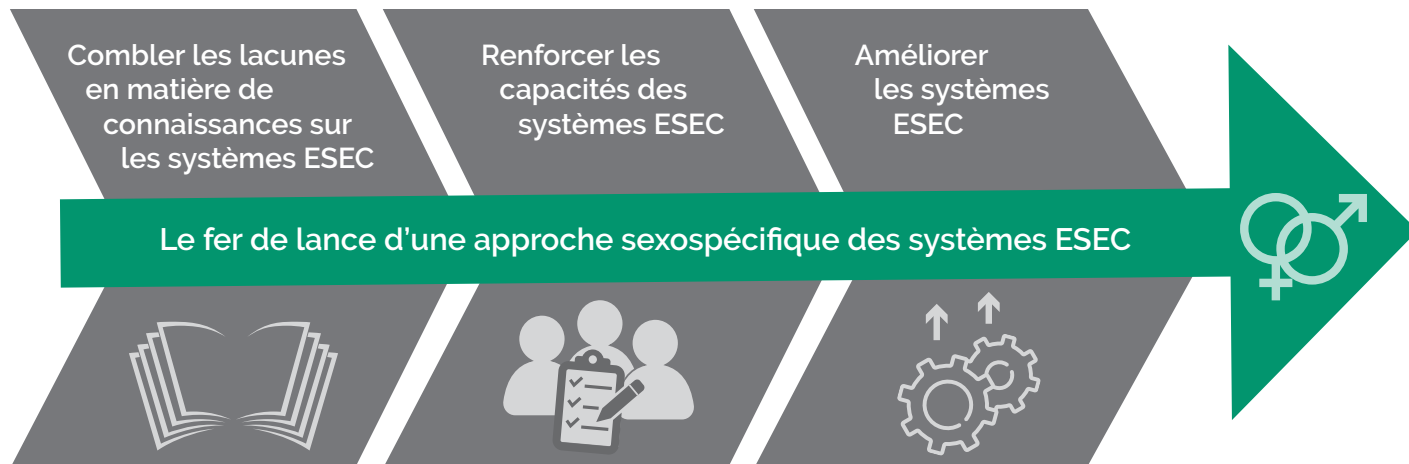 Combler les lacunes
en matière de
connaissances sur
les systèmes ESEC
Renforcer les
capacités des
systèmes ESEC
Améliorer
les systèmes
ESEC
Le fer de lance d’une approche sexospécifique des systèmes ESEC